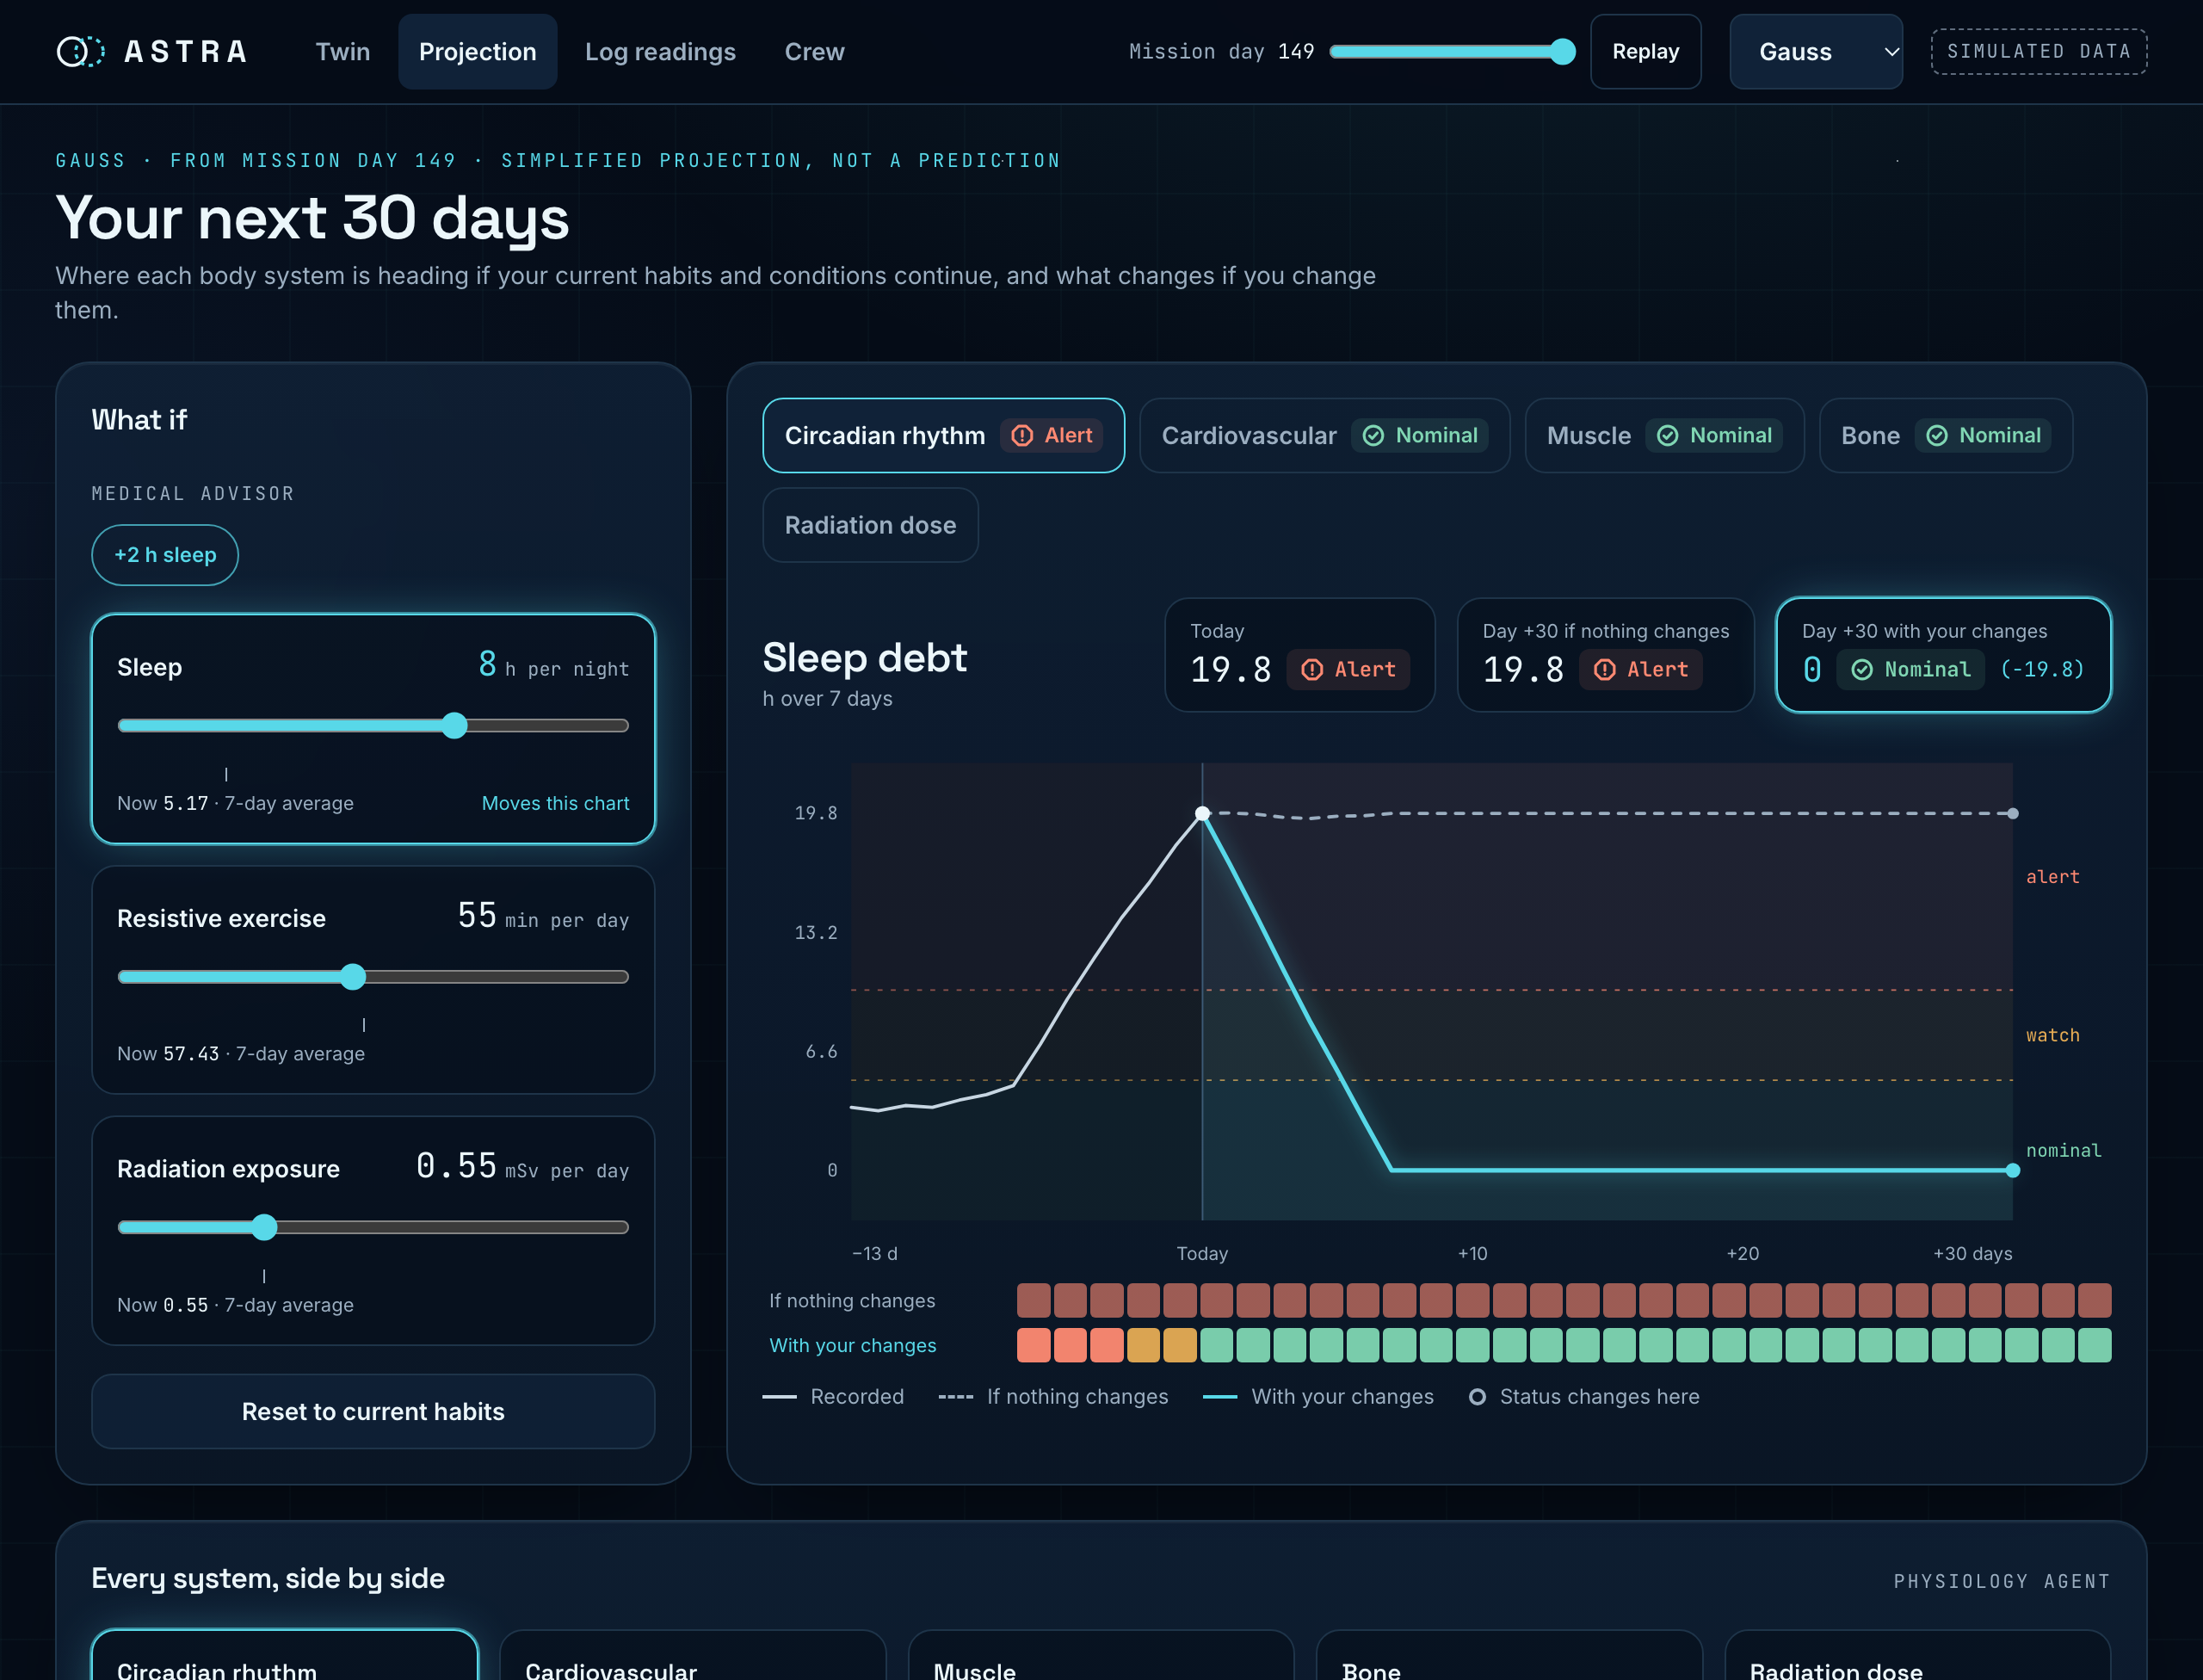 ASTRA
Twin
Projection
Log readings
Crew
Mission day 149
Replay
Gauss
SIMULATED DATA
GAUSS · FROM MISSION DAY 149 · SIMPLIFIED PROJECTION, NOT A PREDICTION
Your next 30 days
Where each body system is heading if your current habits and conditions continue, and what changes if you change
them.
What if
MEDICAL ADVISOR
+2 h sleep
Sleep
8 h per night
Now 5.17 · 7-day average
Moves this chart
Resistive exercise
55 min per day
Now 57.43 · 7-day average
Radiation exposure
0.55 mSv per day
Now 0.55 · 7-day average
Reset to current habits
Circadian rhythm Alert
Cardiovascular Nominal
Muscle Nominal
Bone Nominal
Radiation dose
Sleep debt
h over 7 days
Today
19.8 Alert
Day +30 if nothing changes
19.8 Alert
Day +30 with your changes
0 Nominal (-19.8)
19.8
13.2
6.6
0
alert
watch
nominal
−13 d
Today
+10
+20
+30 days
If nothing changes
With your changes
Recorded
If nothing changes
With your changes
Status changes here
Every system, side by side
PHYSIOLOGY AGENT
Circadian rhythm
Cardiovascular
Muscle
Bone
Radiation dose